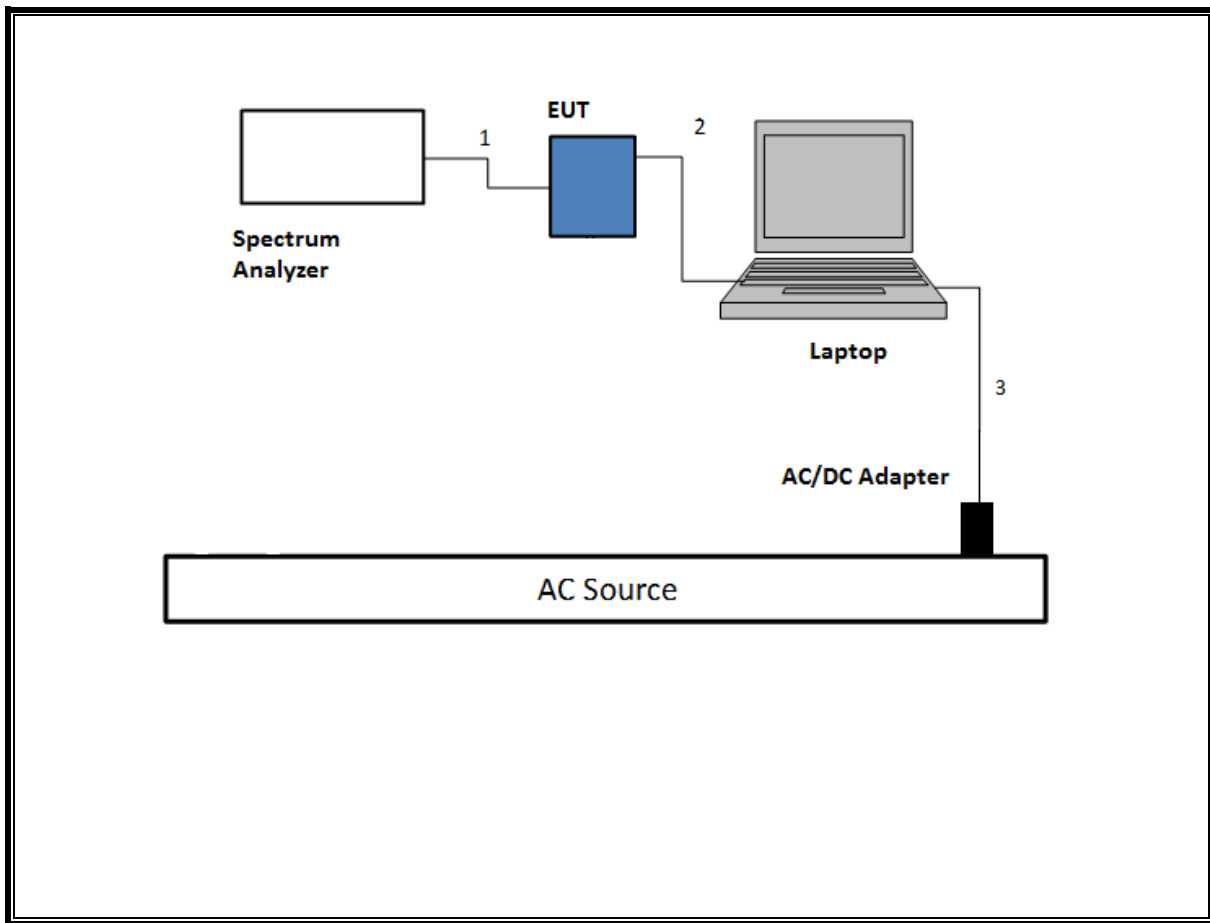 EUT
1
2
Spectrum
Analyzer
Laptop
3
AC/DC Adapter
AC Source